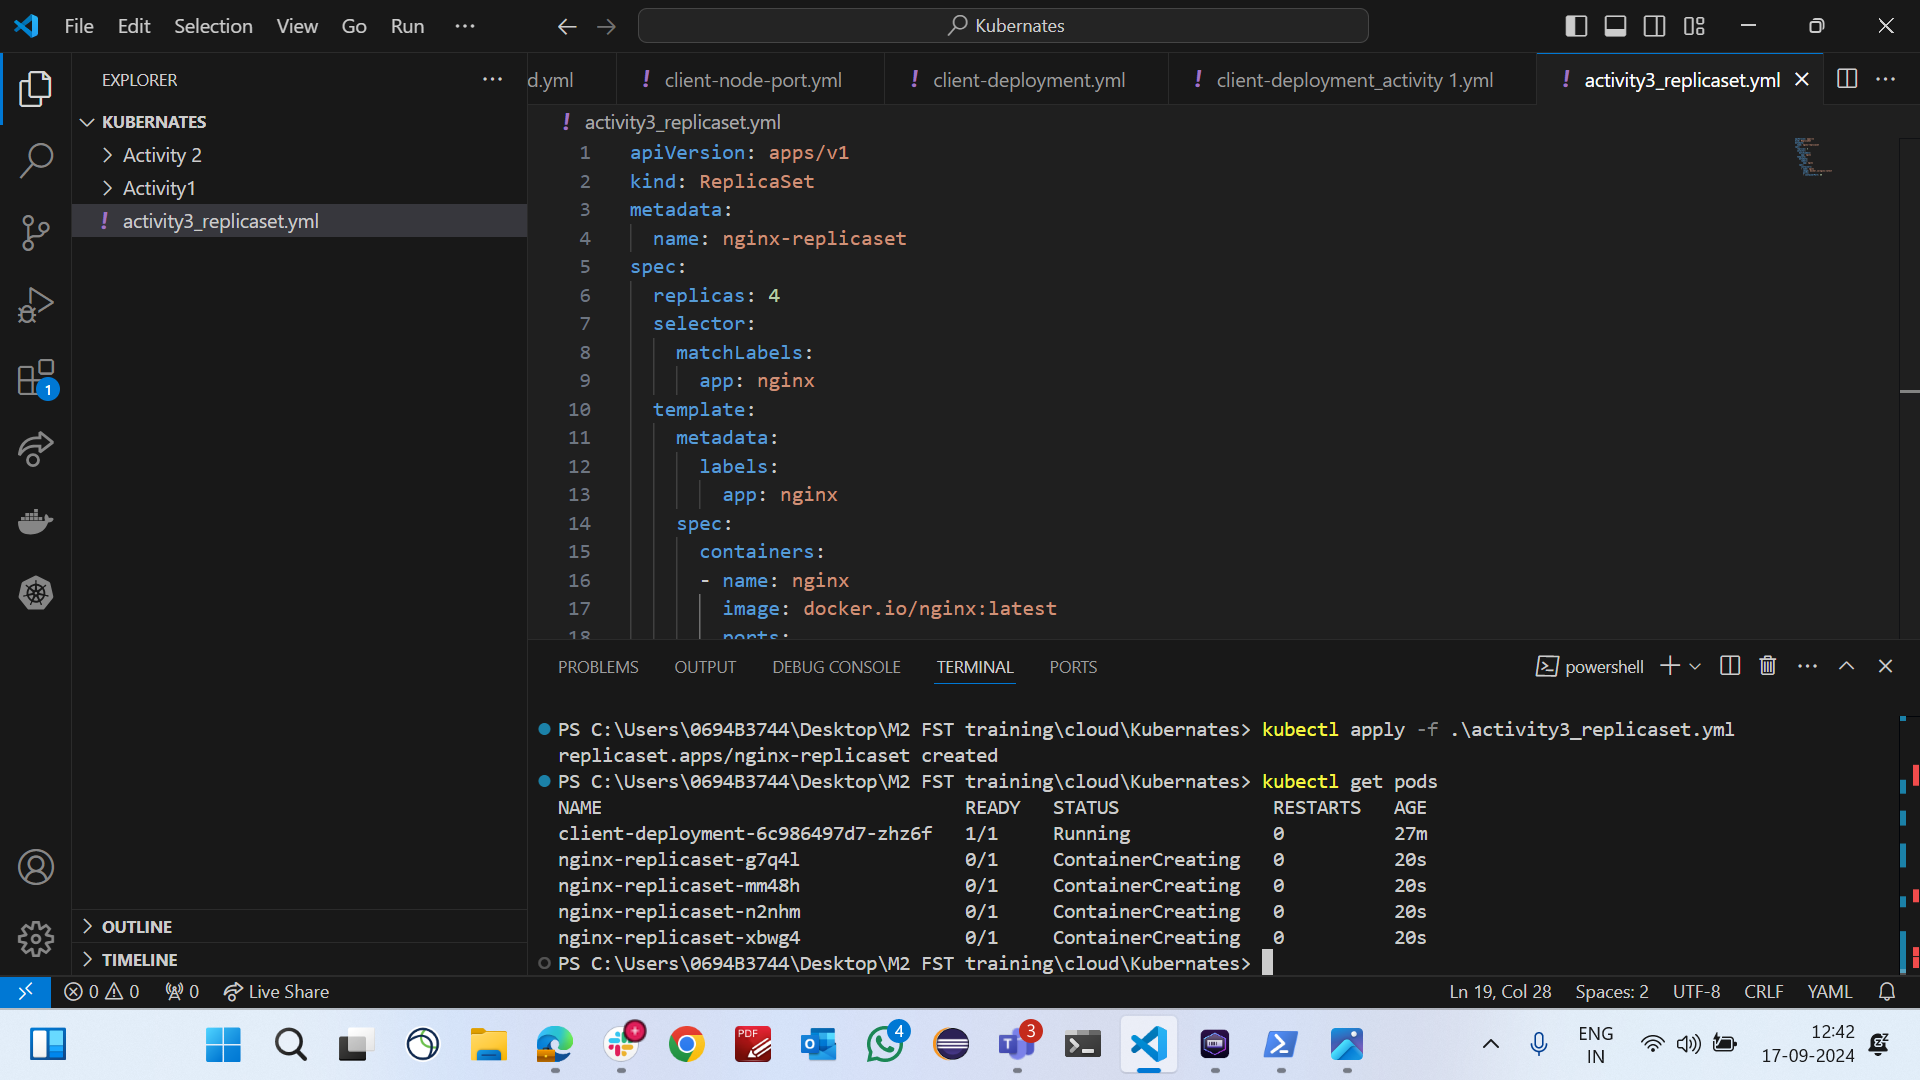 File Edit Selection View Go Run ···
Kubernates
EXPLORER
KUBERNATES
Activity 2
Activity1
! activity3_replicaset.yml
1
OUTLINE
TIMELINE
d.yml
! client-node-port.yml
! client-deployment.yml
! client-deployment_activity 1.yml
! activity3_replicaset.yml
! activity3_replicaset.yml
1 apiVersion: apps/v1
2 kind: ReplicaSet
3 metadata:
4 name: nginx-replicaset
5 spec:
6 replicas: 4
7 selector:
8 matchLabels:
9 app: nginx
10 template:
11 metadata:
12 labels:
13 app: nginx
14 spec:
15 containers:
16 - name: nginx
17 image: docker.io/nginx:latest
18 ports:
PROBLEMS OUTPUT DEBUG CONSOLE TERMINAL PORTS
powershell
PS C:\Users\0694B3744\Desktop\M2 FST training\cloud\Kubernates> kubectl apply -f .\activity3_replicaset.yml
replicaset.apps/nginx-replicaset created
PS C:\Users\0694B3744\Desktop\M2 FST training\cloud\Kubernates> kubectl get pods
NAME READY STATUS RESTARTS AGE
client-deployment-6c986497d7-zhz6f 1/1 Running 0 27m
nginx-replicaset-g7q4l 0/1 ContainerCreating 0 20s
nginx-replicaset-mm48h 0/1 ContainerCreating 0 20s
nginx-replicaset-n2nhm 0/1 ContainerCreating 0 20s
nginx-replicaset-xbwg4 0/1 ContainerCreating 0 20s
PS C:\Users\0694B3744\Desktop\M2 FST training\cloud\Kubernates>
0 0 0 Live Share
Ln 19, Col 28 Spaces: 2 UTF-8 CRLF YAML
PDF
4
3
ENG
IN
12:42
17-09-2024